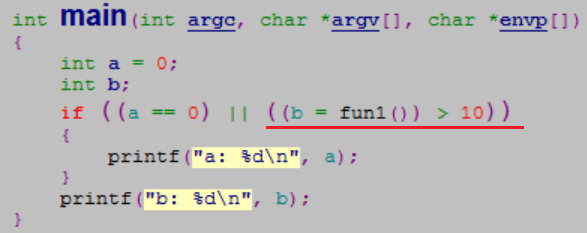 int main(int argc, char *argv[], char *envp[])
{
    int a = 0;
    int b;
    if ((a == 0) || ((b = fun1()) > 10))
    {
        printf("a: %d\n", a);
    }
    printf("b: %d\n", b);
}